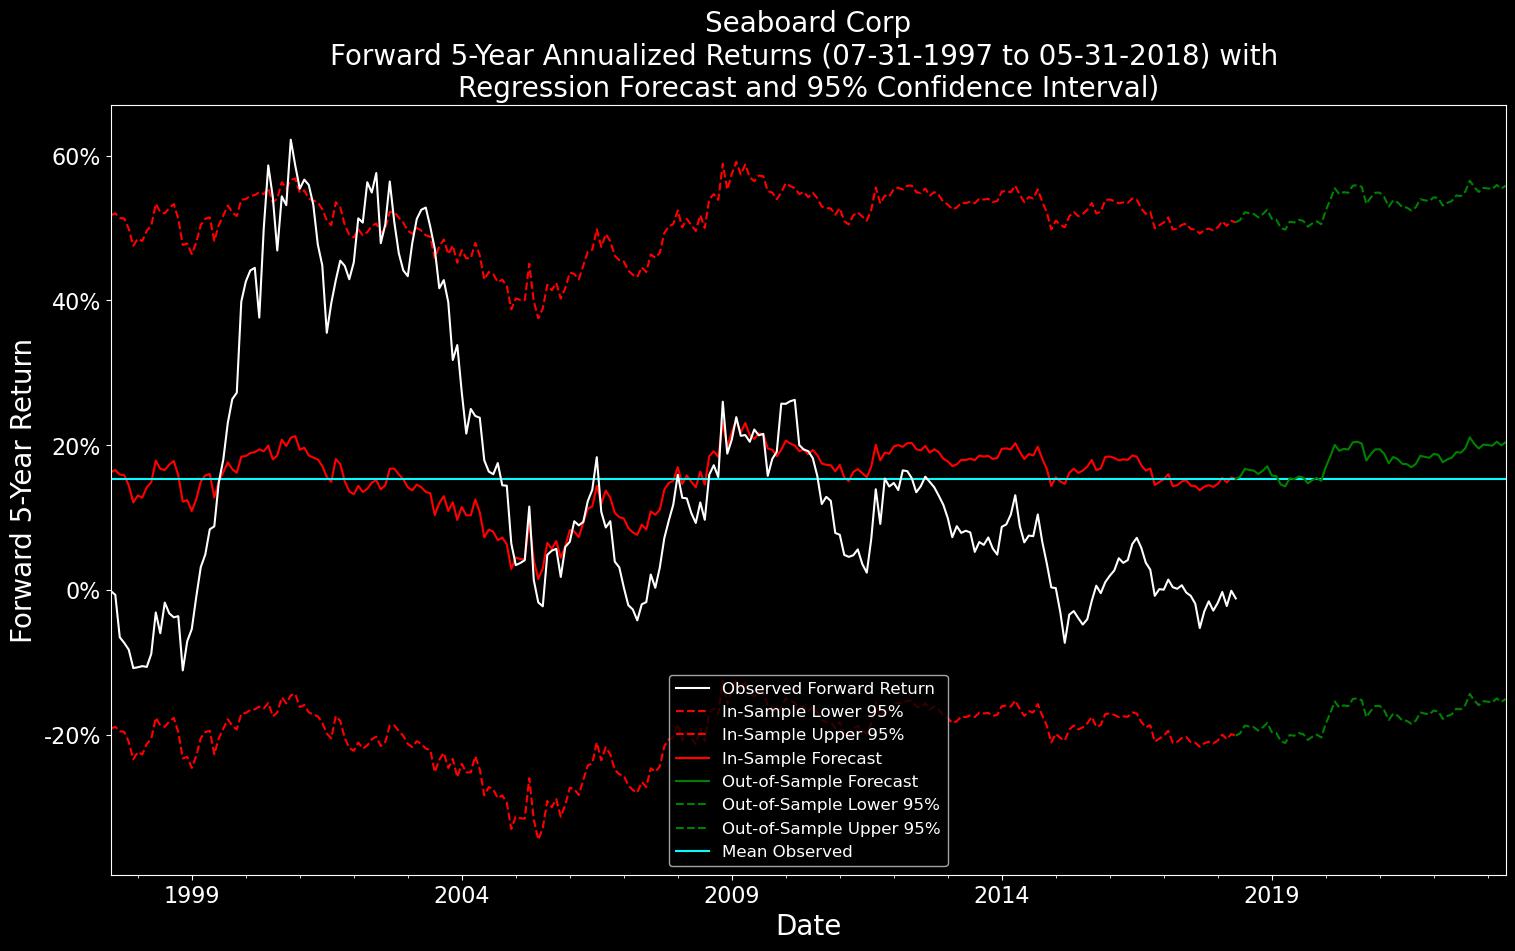 Seaboard Corp
Forward 5-Year Annualized Returns (07-31-1997 to 05-31-2018) with
Regression Forecast and 95% Confidence Interval)
Forward 5-Year Return
60%
40%
20%
0%
-20%
Observed Forward Return
In-Sample Lower 95%
In-Sample Upper 95%
In-Sample Forecast
Out-of-Sample Forecast
Out-of-Sample Lower 95%
Out-of-Sample Upper 95%
Mean Observed
1999
2004
2009
2014
2019
Date